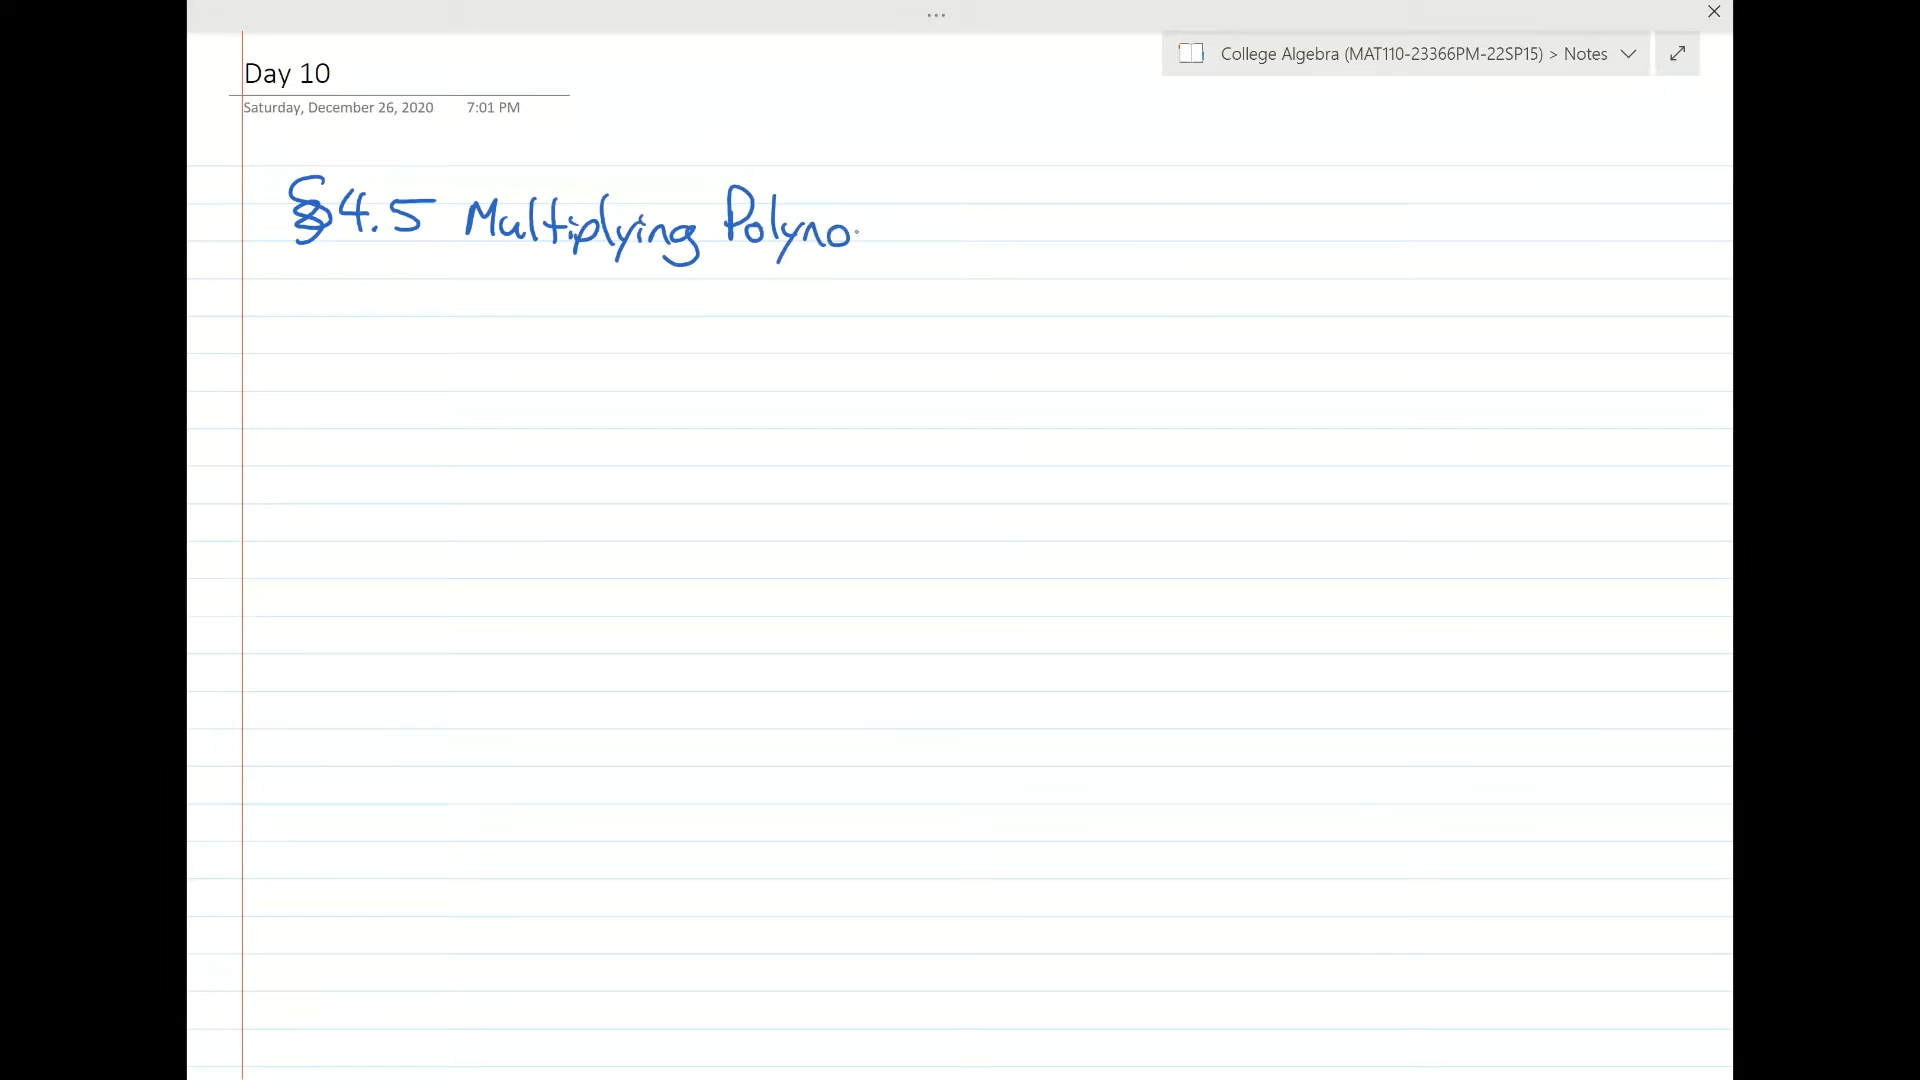 ...
College Algebra (MAT110-23366PM-22SP15) > Notes
Day 10
Saturday, December 26, 2020 7:01 PM
§4.5 Multiplying Polyno